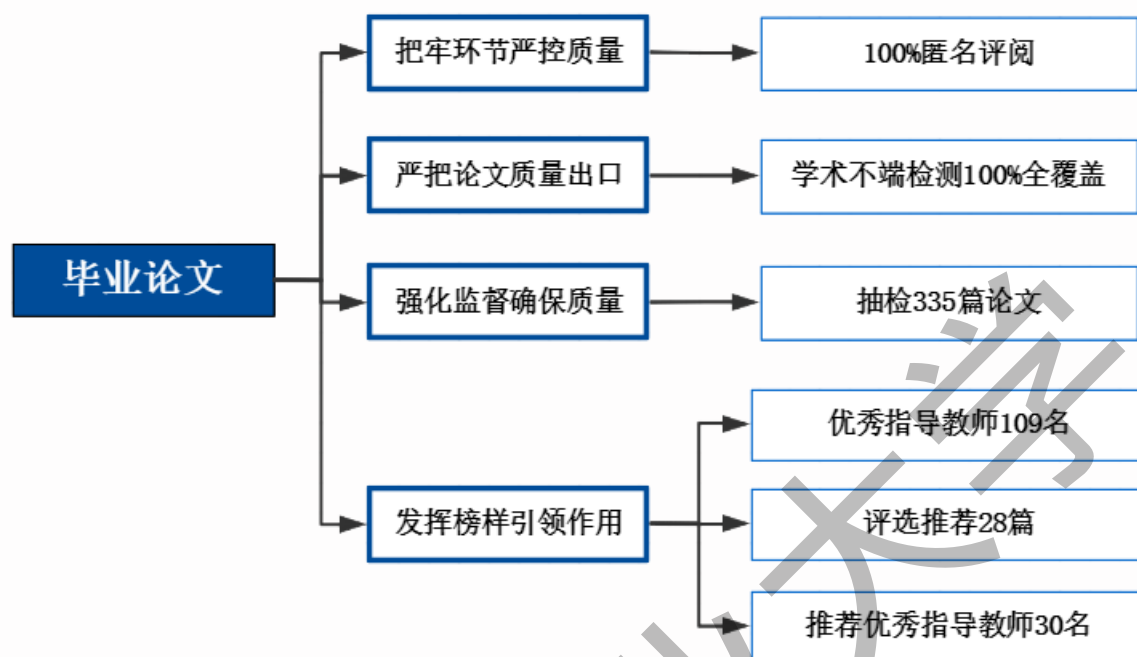 把牢环节严控质量
100%匿名评阅
严把论文质量出口
学术不端检测100%全覆盖
毕业论文
强化监督确保质量
抽检335篇论文
优秀指导教师109名
发挥榜样引领作用
评选推荐28篇
推荐优秀指导教师30名
大学